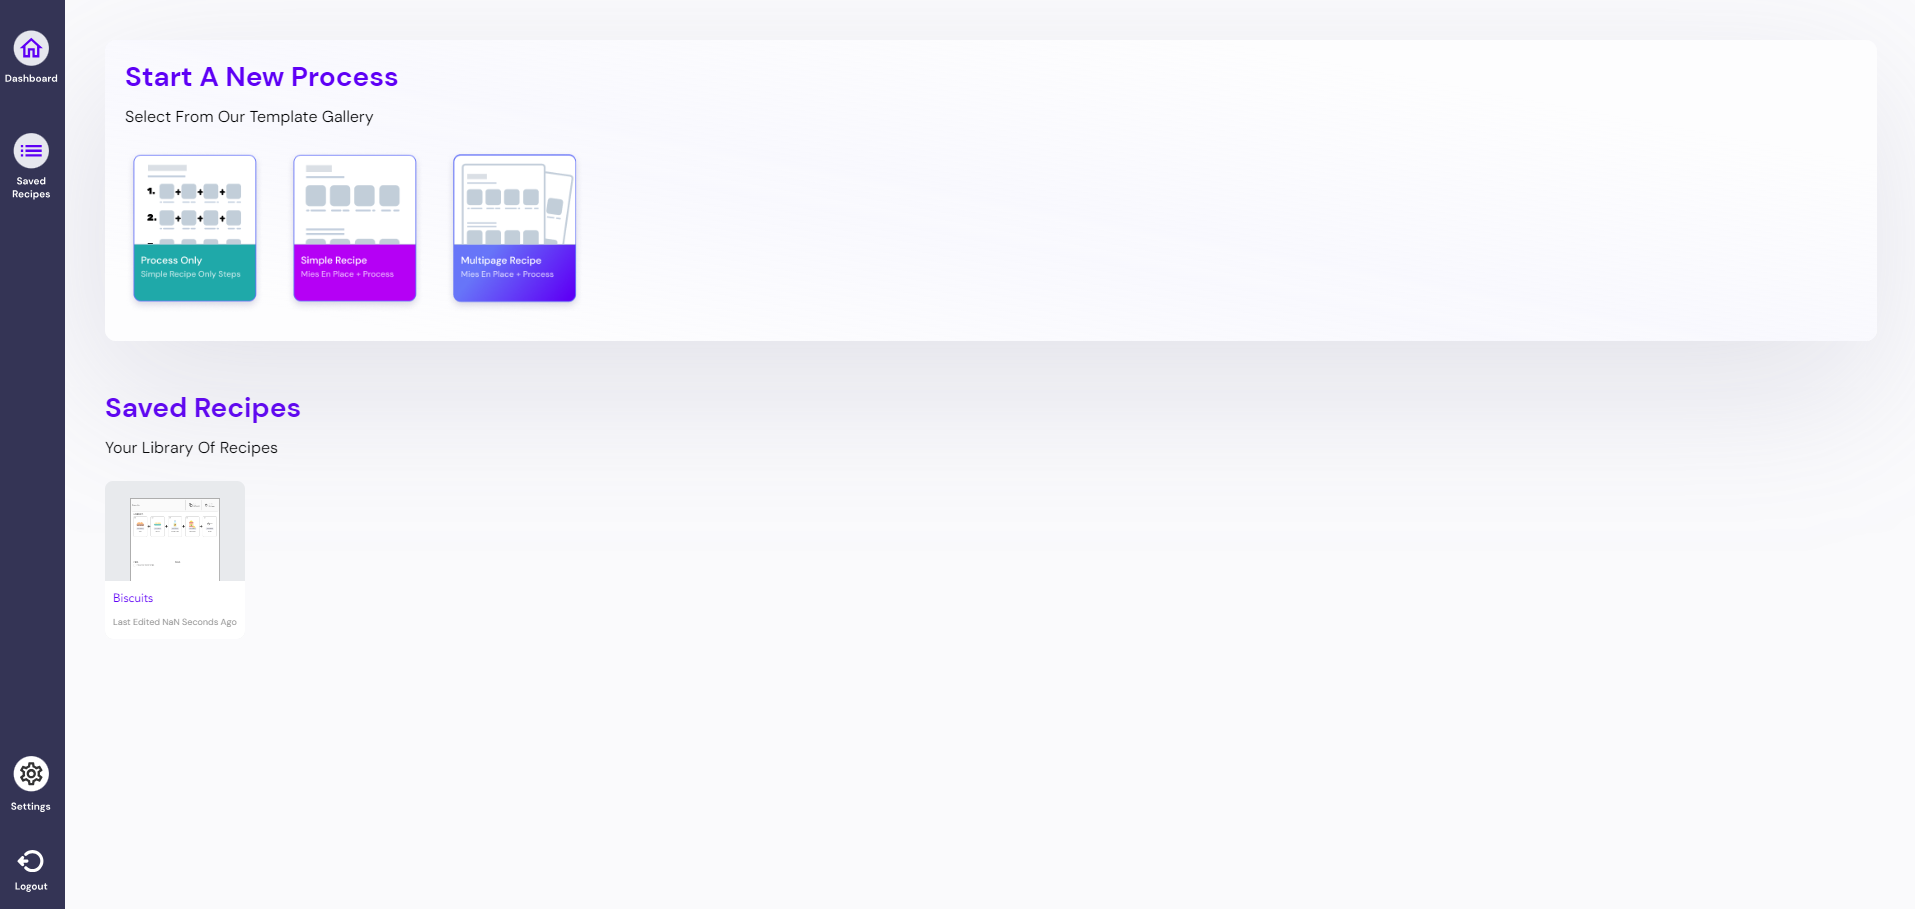 Dashboard
Saved
Recipes
Settings
Logout
Start A New Process
Select From Our Template Gallery
1.
2.
Process Only
Simple Recipe Only Steps
Simple Recipe
Mies En Place + Process
Multipage Recipe
Mies En Place + Process
Saved Recipes
Your Library Of Recipes
Biscuits
Last Edited NaN Seconds Ago